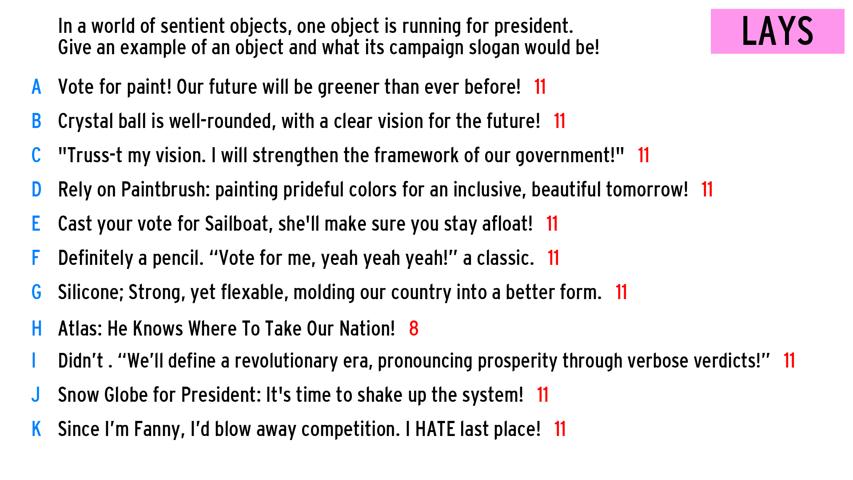 In a world of sentient objects, one object is running for president.
Give an example of an object and what its campaign slogan would be!
LAYS
A Vote for paint! Our future will be greener than ever before! 11
B Crystal ball is well-rounded, with a clear vision for the future! 11
C "Truss-t my vision. I will strengthen the framework of our government!" 11
D Rely on Paintbrush: painting prideful colors for an inclusive, beautiful tomorrow! 11
E Cast your vote for Sailboat, she'll make sure you stay afloat! 11
F Definitely a pencil. “Vote for me, yeah yeah yeah!” a classic. 11
G Silicone; Strong, yet flexable, molding our country into a better form. 11
H Atlas: He Knows Where To Take Our Nation! 8
I Didn’t . “We’ll define a revolutionary era, pronouncing prosperity through verbose verdicts!” 11
J Snow Globe for President: It's time to shake up the system! 11
K Since I’m Fanny, I’d blow away competition. I HATE last place! 11